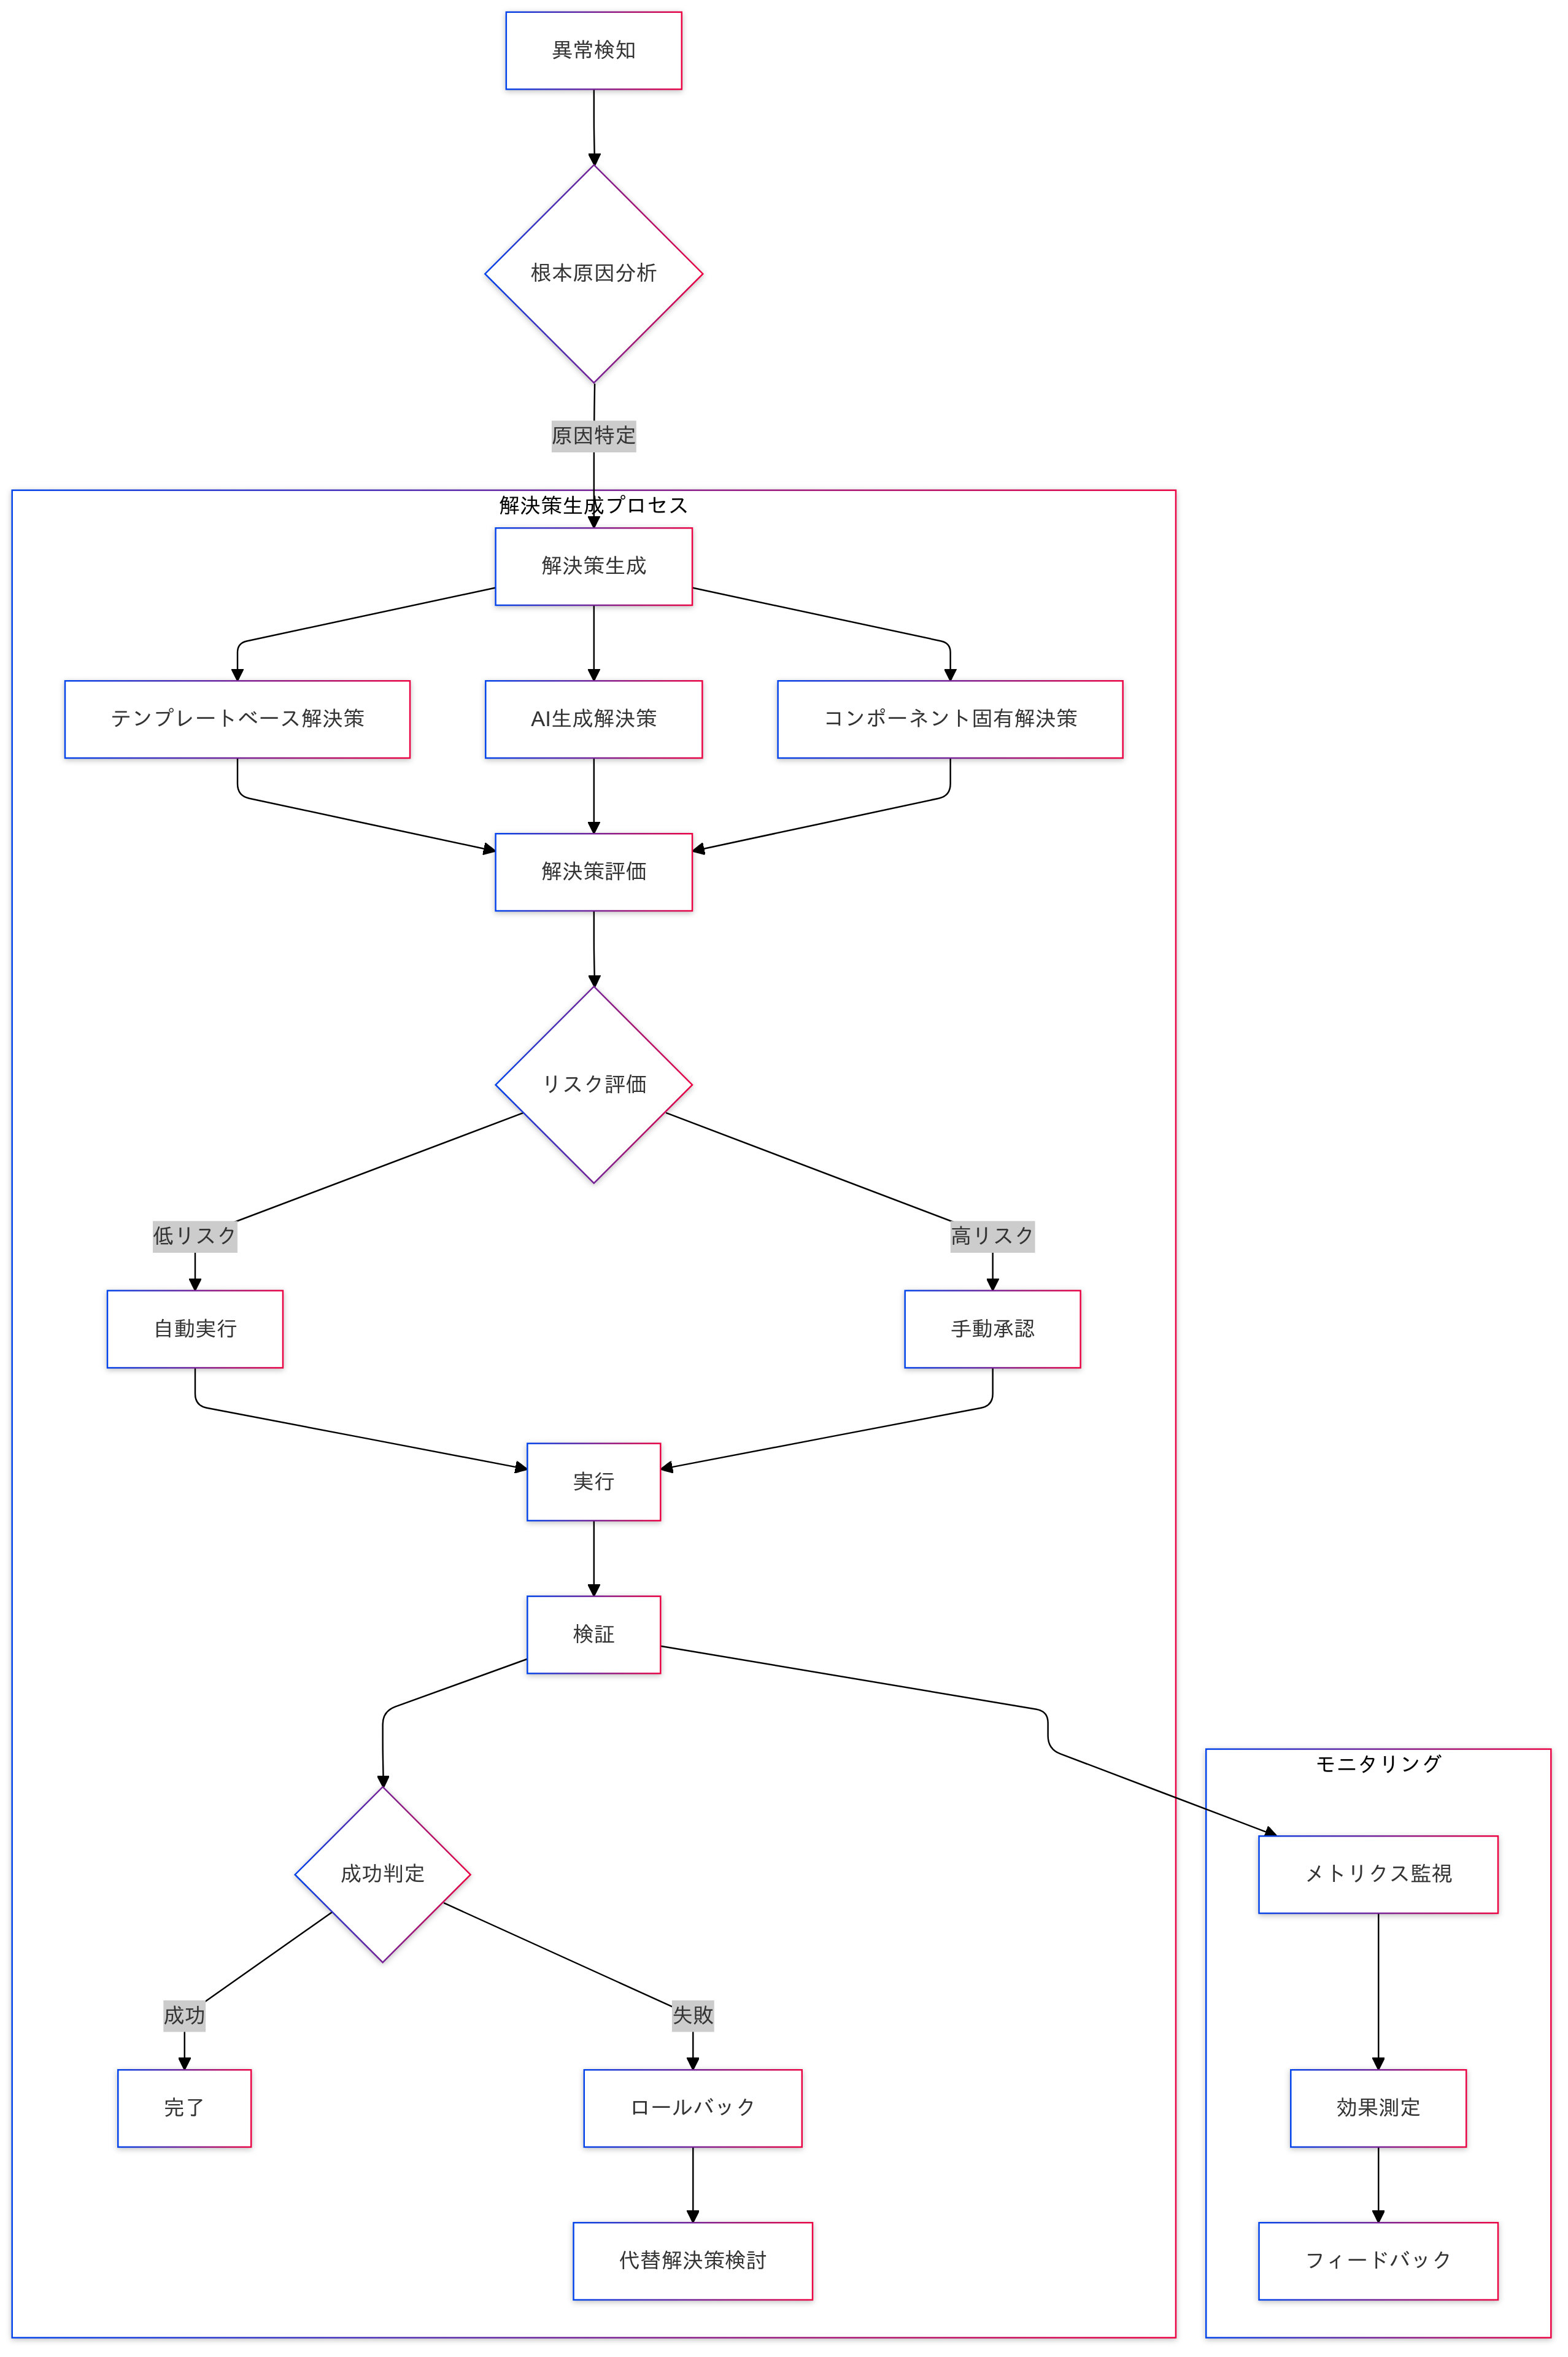 異常検知
根本原因分析
原因特定
解決策生成プロセス
解決策生成
テンプレートベース解決策
AI生成解決策
コンポーネント固有解決策
解決策評価
リスク評価
低リスク
高リスク
自動実行
手動承認
実行
検証
モニタリング
成功判定
メトリクス監視
成功
失敗
完了
ロールバック
効果測定
代替解決策検討
フィードバック